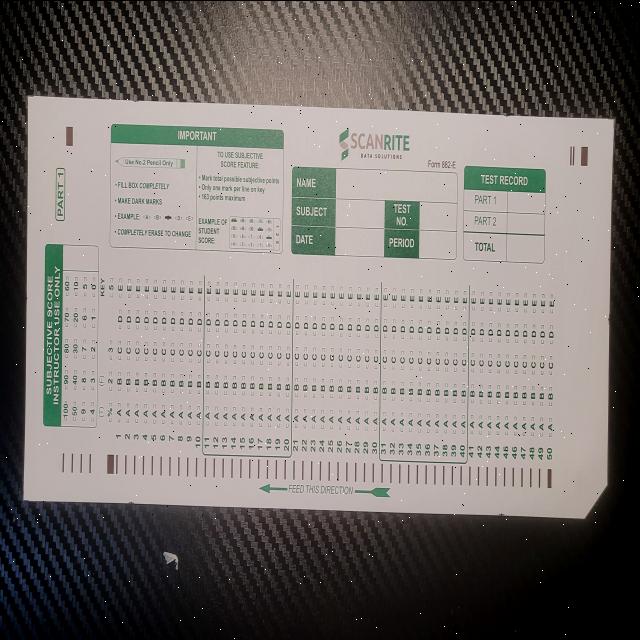 IMPORTANT
Use No.2 Pencil Only
• FILL BOX COMPLETELY
• MAKE DARK MARKS
• EXAMPLE:
• COMPLETELY ERASE TO CHANGE
TO USE SUBJECTIVE
SCORE FEATURE:
• Mark total possible subjective points
• Only one mark per line on key
• 163 points maximum
EXAMPLE OF
STUDENT
SCORE:
SCANRITE
DATA SOLUTIONS
Form 882-E
NAME
SUBJECT
TEST
NO.
DATE
PERIOD
TEST RECORD
PART 1
PART 2
TOTAL
PART 1
SUBJECTIVE SCORE
INSTRUCTOR USE ONLY
100 90 80 70 60
50 40 30 20 10
9 8 7 6 5
4 3 2 1 0
KEY
A B C D E
1 2 3 4 5 6 7 8 9 10
11 12 13 14 15 16 17 18 19 20
21 22 23 24 25 26 27 28 29 30
31 32 33 34 35 36 37 38 39 40
41 42 43 44 45 46 47 48 49 50
FEED THIS DIRECTION